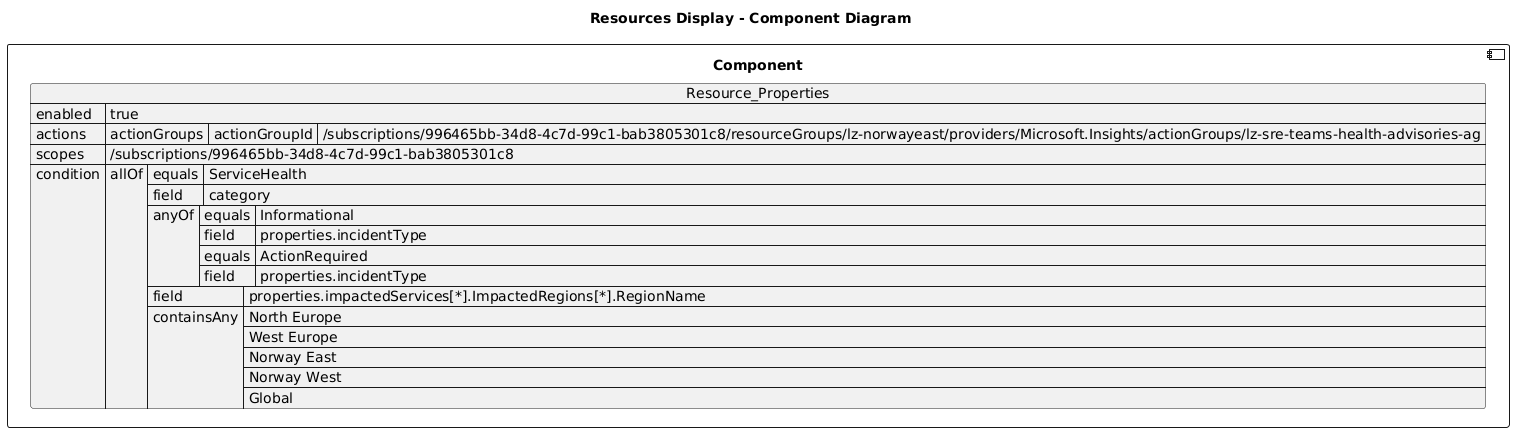 Resources Display - Component Diagram
Component
Resource_Properties
enabled true
actions actionGroups actionGroupId /subscriptions/996465bb-34d8-4c7d-99c1-bab3805301c8/resourceGroups/lz-norwayeast/providers/Microsoft.Insights/actionGroups/lz-sre-teams-health-advisories-ag
scopes /subscriptions/996465bb-34d8-4c7d-99c1-bab3805301c8
condition allOf equals ServiceHealth
field category
anyOf equals Informational
field properties.incidentType
equals ActionRequired
field properties.incidentType
field properties.impactedServices[*].ImpactedRegions[*].RegionName
containsAny North Europe
West Europe
Norway East
Norway West
Global